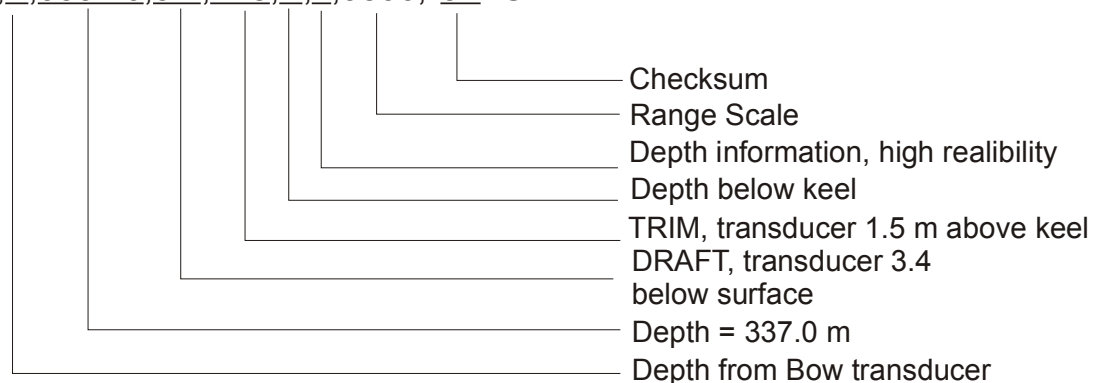 Checksum
Range Scale
Depth information, high realibility
Depth below keel
TRIM, transducer 1.5 m above keel
DRAFT, transducer 3.4
below surface
Depth = 337.0 m
Depth from Bow transducer